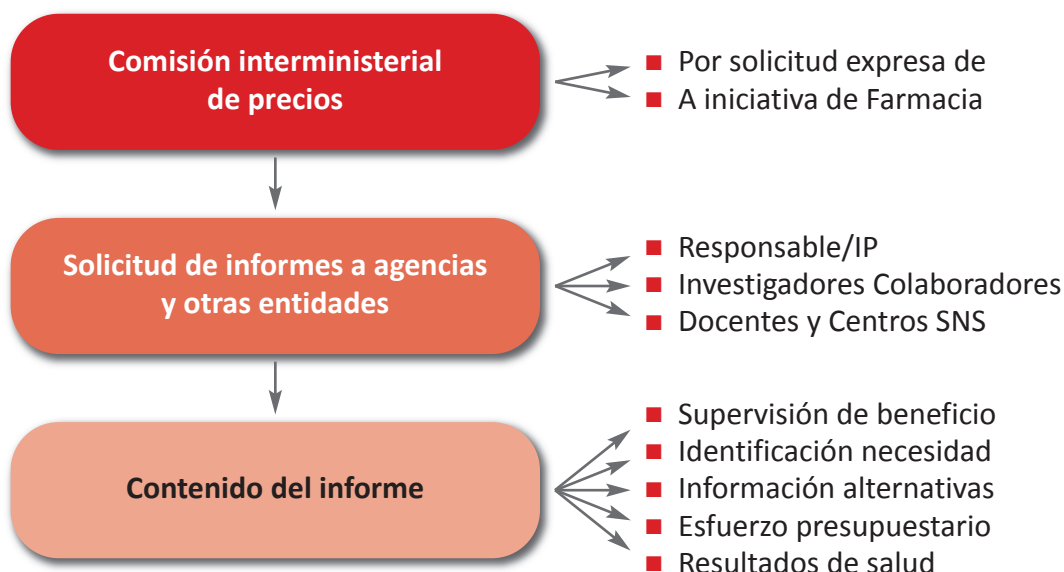 Comisión interministerial
de precios
Por solicitud expresa de
A iniciativa de Farmacia
Solicitud de informes a agencias
y otras entidades
Responsable/IP
Investigadores Colaboradores
Docentes y Centros SNS
Contenido del informe
Supervisión de beneficio
Identificación necesidad
Información alternativas
Esfuerzo presupuestario
Resultados de salud